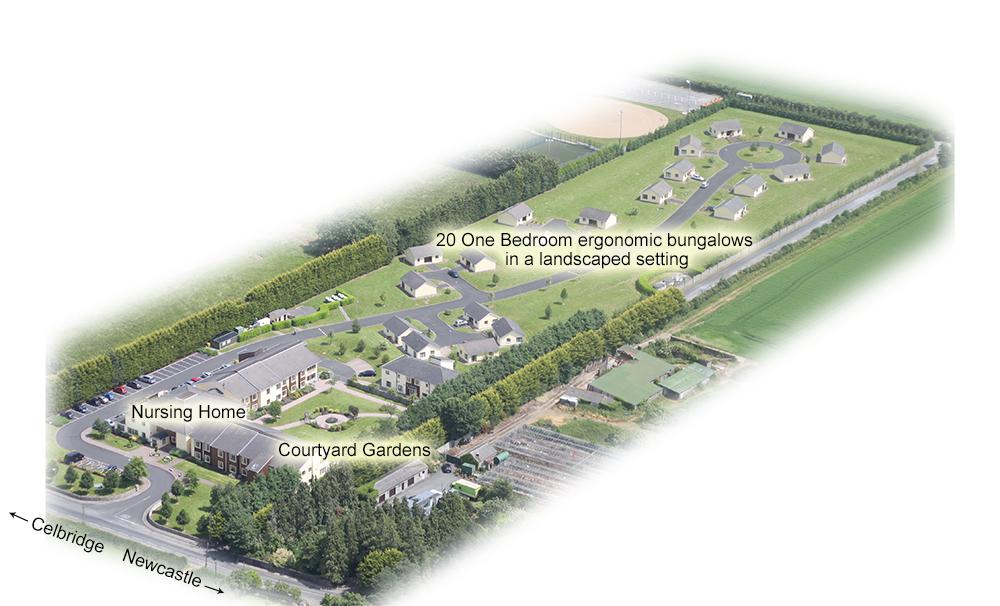 20 One Bedroom ergonomic bungalows
in a landscaped setting
Nursing Home
Courtyard Gardens
← Celbridge Newcastle →